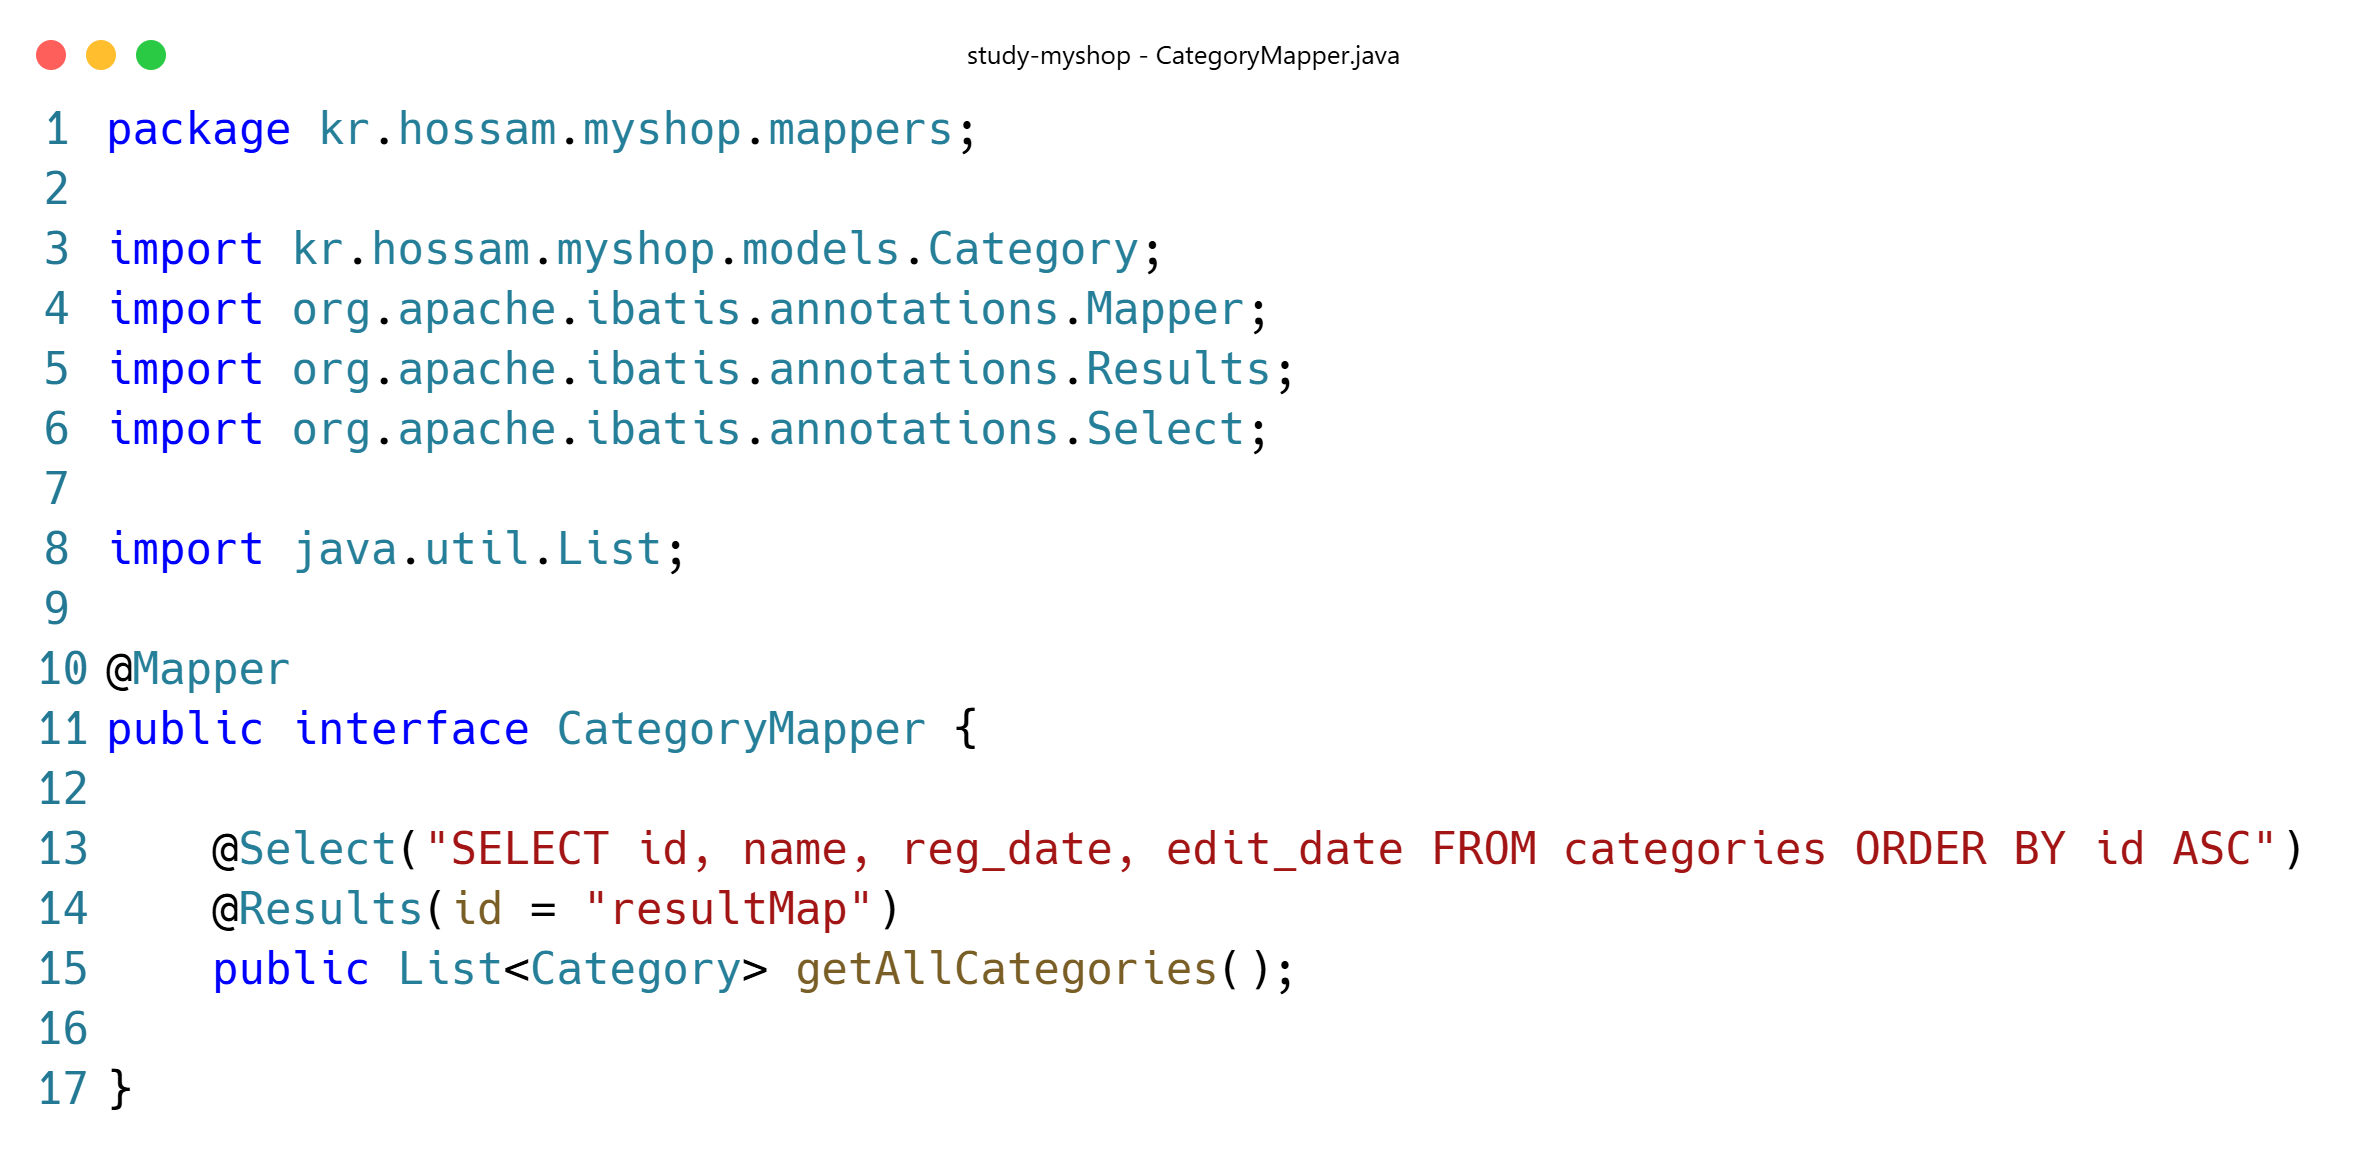 study-myshop - CategoryMapper.java
1 package kr.hossam.myshop.mappers;
2
3 import kr.hossam.myshop.models.Category;
4 import org.apache.ibatis.annotations.Mapper;
5 import org.apache.ibatis.annotations.Results;
6 import org.apache.ibatis.annotations.Select;
7
8 import java.util.List;
9
10 @Mapper
11 public interface CategoryMapper {
12
13     @Select("SELECT id, name, reg_date, edit_date FROM categories ORDER BY id ASC")
14     @Results(id = "resultMap")
15     public List<Category> getAllCategories();
16
17 }